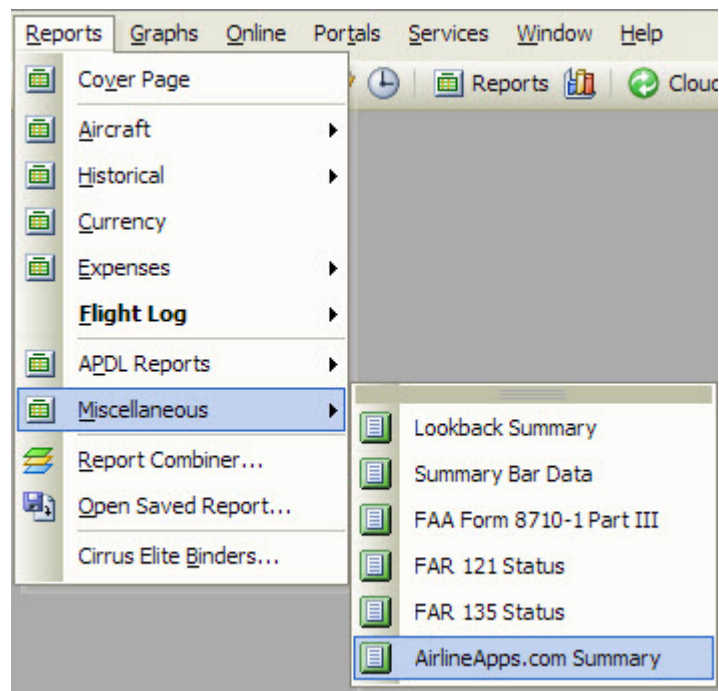 Reports Graphs Online Portals Services Window Help
Cover Page
Reports
Aircraft
Historical
Currency
Expenses
Flight Log
APDL Reports
Miscellaneous
Report Combiner...
Open Saved Report...
Cirrus Elite Binders...
Lookback Summary
Summary Bar Data
FAA Form 8710-1 Part III
FAR 121 Status
FAR 135 Status
AirlineApps.com Summary